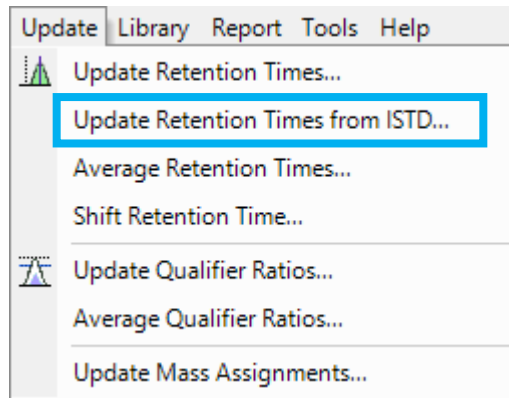 Update Library Report Tools Help
Update Retention Times...
Update Retention Times from ISTD...
Average Retention Times...
Shift Retention Time...
Update Qualifier Ratios...
Average Qualifier Ratios...
Update Mass Assignments...